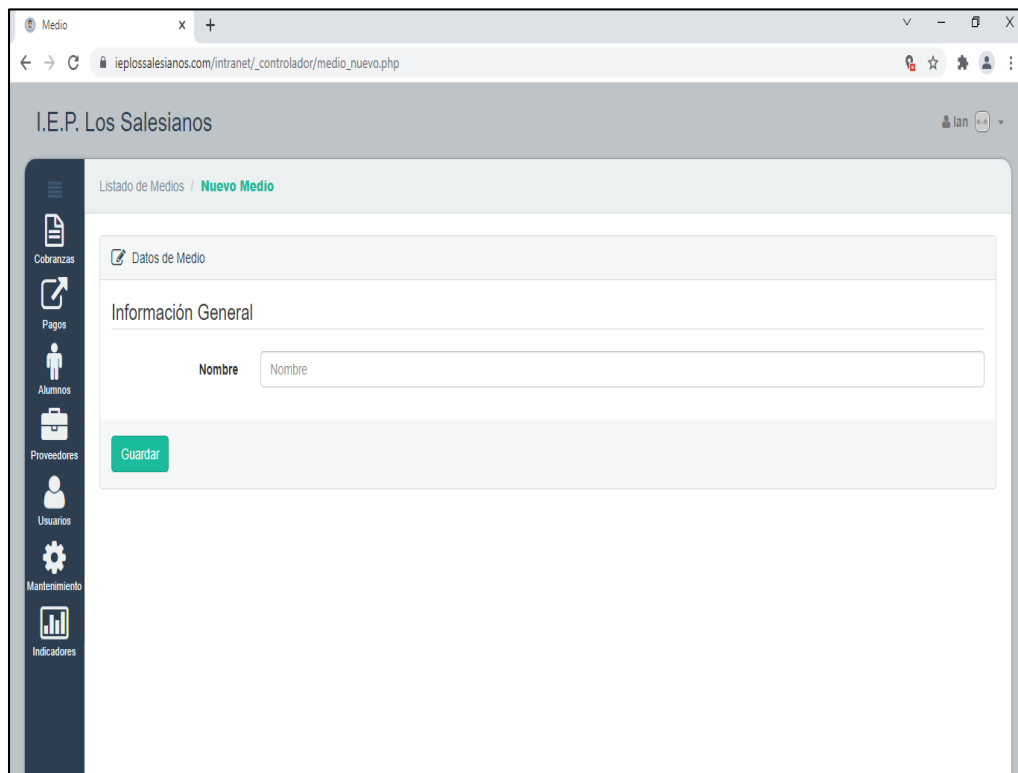 Medio
ieplossalesianos.com/intranet/_controlador/medio_nuevo.php
I.E.P. Los Salesianos
Ian
Listado de Medios / Nuevo Medio
Cobranzas
Pagos
Alumnos
Proveedores
Usuarios
Mantenimiento
Indicadores
Datos de Medio
Información General
Nombre Nombre
Guardar